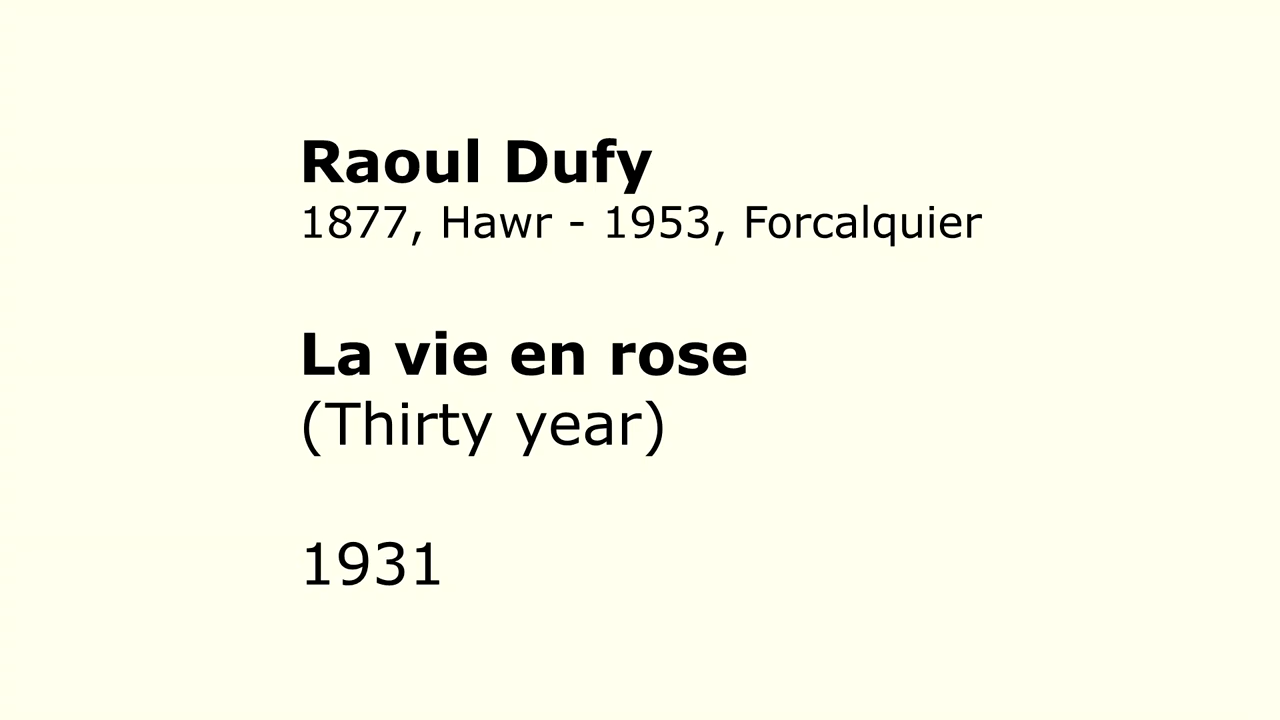 Raoul Dufy
1877, Hawr - 1953, Forcalquier
La vie en rose
(Thirty year)
1931